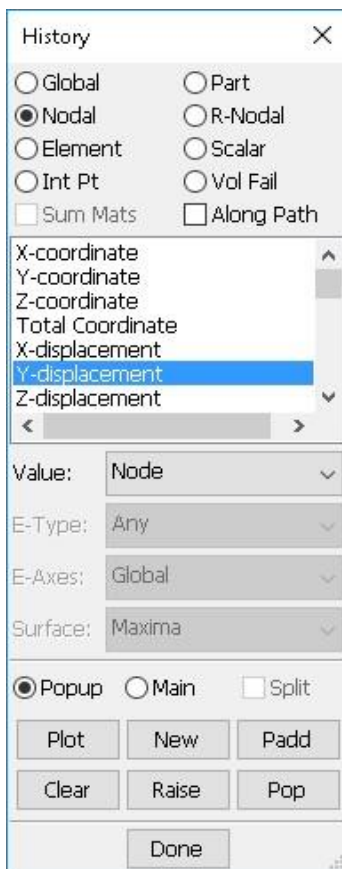 History
Global Part
Nodal R-Nodal
Element Scalar
Int Pt Vol Fail
Sum Mats Along Path
X-coordinate
Y-coordinate
Z-coordinate
Total Coordinate
X-displacement
Y-displacement
Z-displacement
Value: Node
E-Type: Any
E-Axes: Global
Surface: Maxima
Popup Main Split
Plot New Padd
Clear Raise Pop
Done